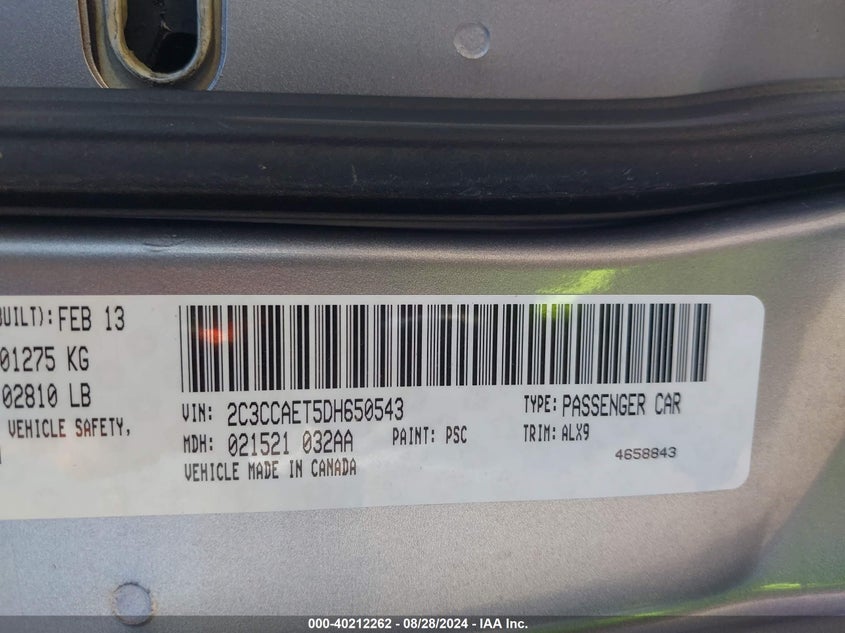 BUILT): FEB 13
01275 KG
02810 LB
VEHICLE SAFETY,
VIN: 2C3CCAET5DH650543
TYPE: PASSENGER CAR
MDH: 021521 032AA
PAINT: PSC
TRIM: ALX9
VEHICLE MADE IN CANADA
4658843
000-40212262 - 08/28/2024 - IAA Inc.